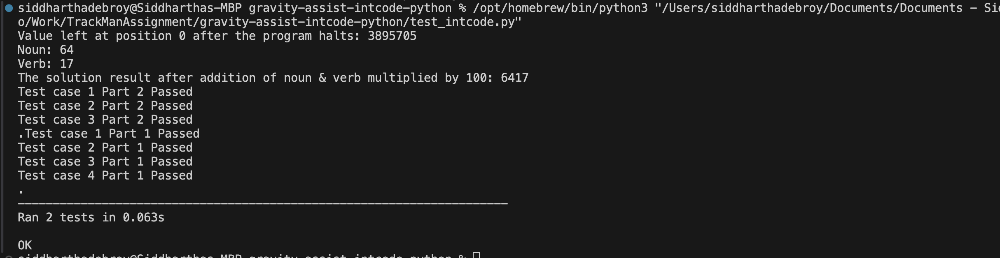 siddharthadebroy@Siddharthas-MBP gravity-assist-intcode-python % /opt/homebrew/bin/python3 "/Users/siddharthadebroy/Documents/Documents – Sid
o/Work/TrackManAssignment/gravity-assist-intcode-python/test_intcode.py"
Value left at position 0 after the program halts: 3895705
Noun: 64
Verb: 17
The solution result after addition of noun & verb multiplied by 100: 6417
Test case 1 Part 2 Passed
Test case 2 Part 2 Passed
Test case 3 Part 2 Passed
.Test case 1 Part 1 Passed
Test case 2 Part 1 Passed
Test case 3 Part 1 Passed
Test case 4 Part 1 Passed
.
----------------------------------------------------------------------
Ran 2 tests in 0.063s
OK
siddharthadebroy@Siddharthas-MBP gravity-assist-intcode-python %